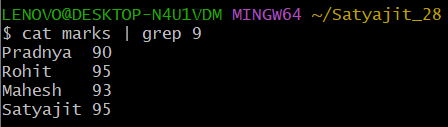 LENOVO@DESKTOP-N4U1VDM MINGW64 ~/Satyajit_28
$ cat marks | grep 9
Pradnya  90
Rohit    95
Mahesh   93
Satyajit 95